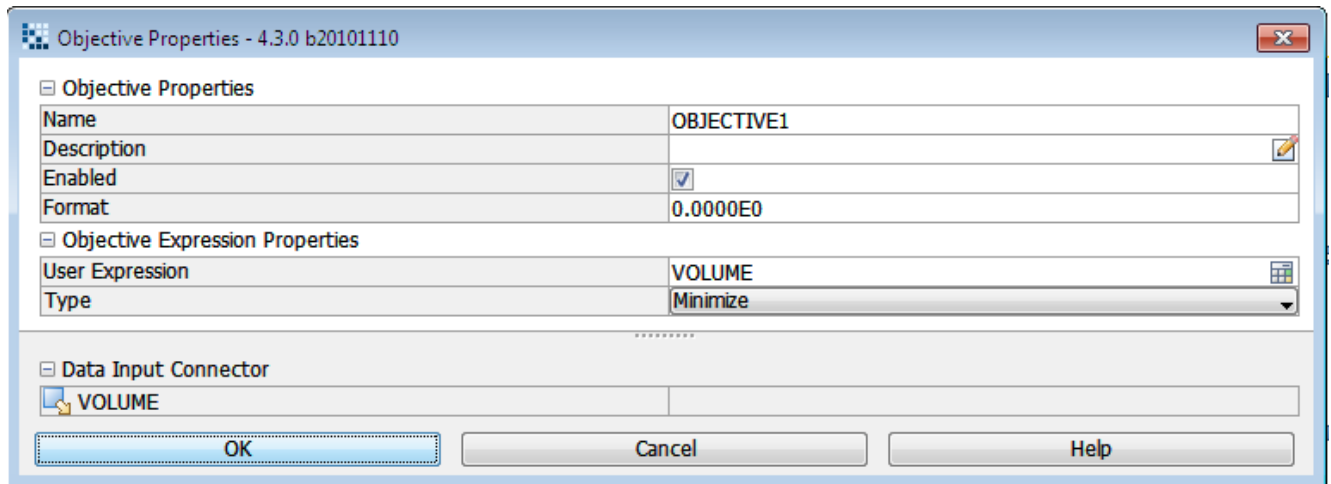 Objective Properties - 4.3.0 b20101110
Objective Properties
Name OBJECTIVE1
Description
Enabled
Format 0.0000E0
Objective Expression Properties
User Expression VOLUME
Type Minimize
Data Input Connector
VOLUME
OK Cancel Help